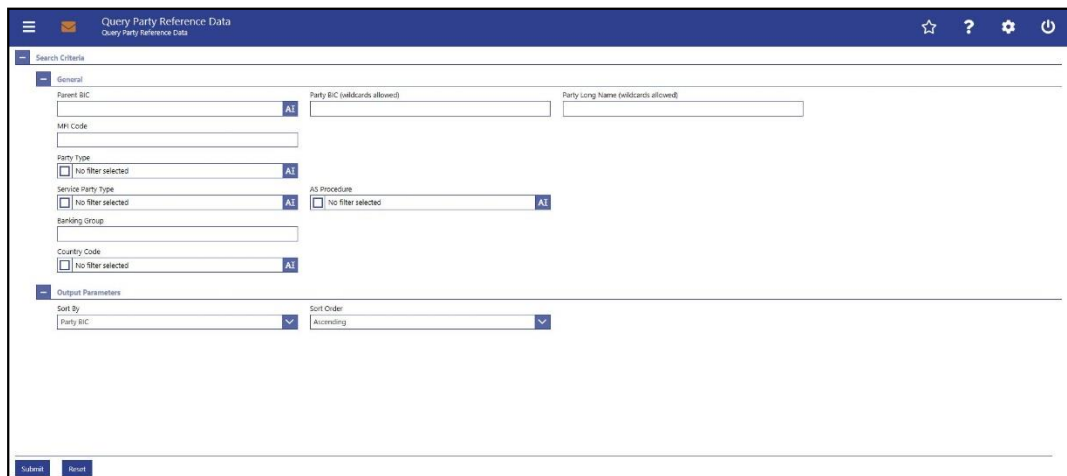 Query Party Reference Data
Query Party Reference Data
Search Criteria
General
Parent BIC Party BIC (wildcards allowed) Party Long Name (wildcards allowed)
MFI Code
Party Type
No filter selected
Service Party Type AS Procedure
No filter selected No filter selected
Banking Group
Country Code
No filter selected
Output Parameters
Sort By Sort Order
Party BIC Ascending
Submit Reset